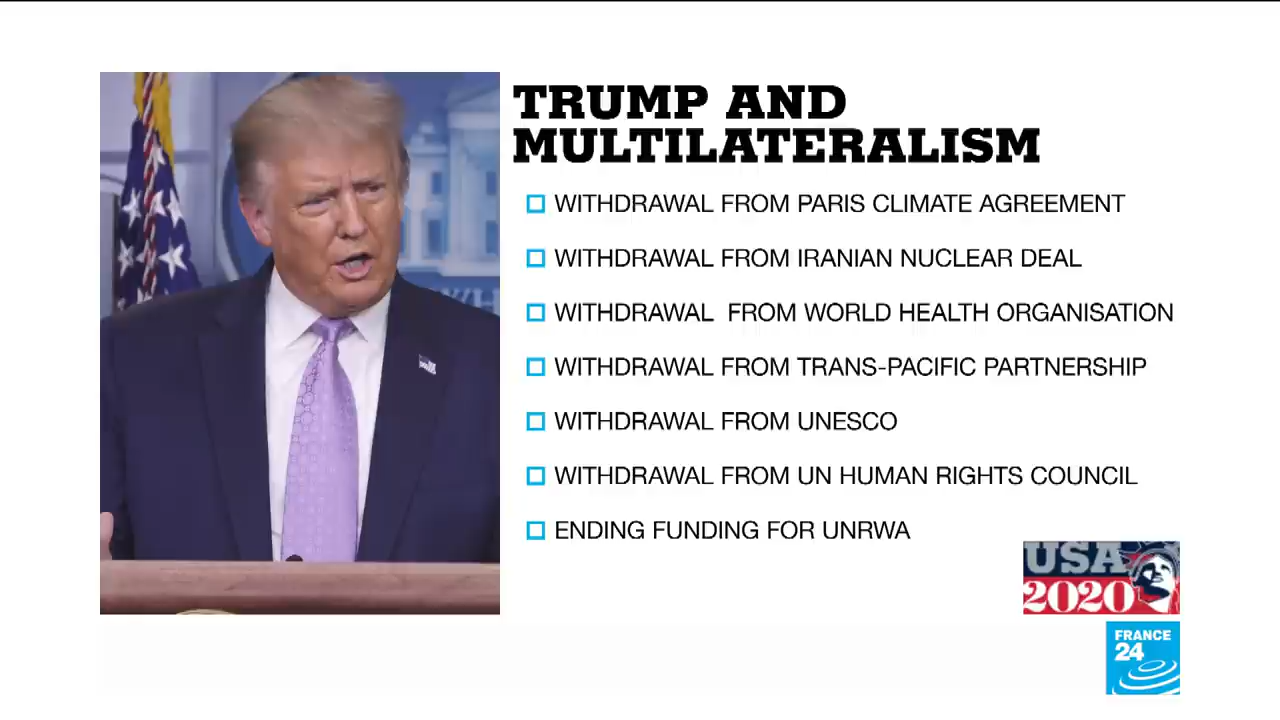 TRUMP AND
MULTILATERALISM
WITHDRAWAL FROM PARIS CLIMATE AGREEMENT
WITHDRAWAL FROM IRANIAN NUCLEAR DEAL
WITHDRAWAL  FROM WORLD HEALTH ORGANISATION
WITHDRAWAL FROM TRANS-PACIFIC PARTNERSHIP
WITHDRAWAL FROM UNESCO
WITHDRAWAL FROM UN HUMAN RIGHTS COUNCIL
ENDING FUNDING FOR UNRWA
USA
2020
FRANCE
24